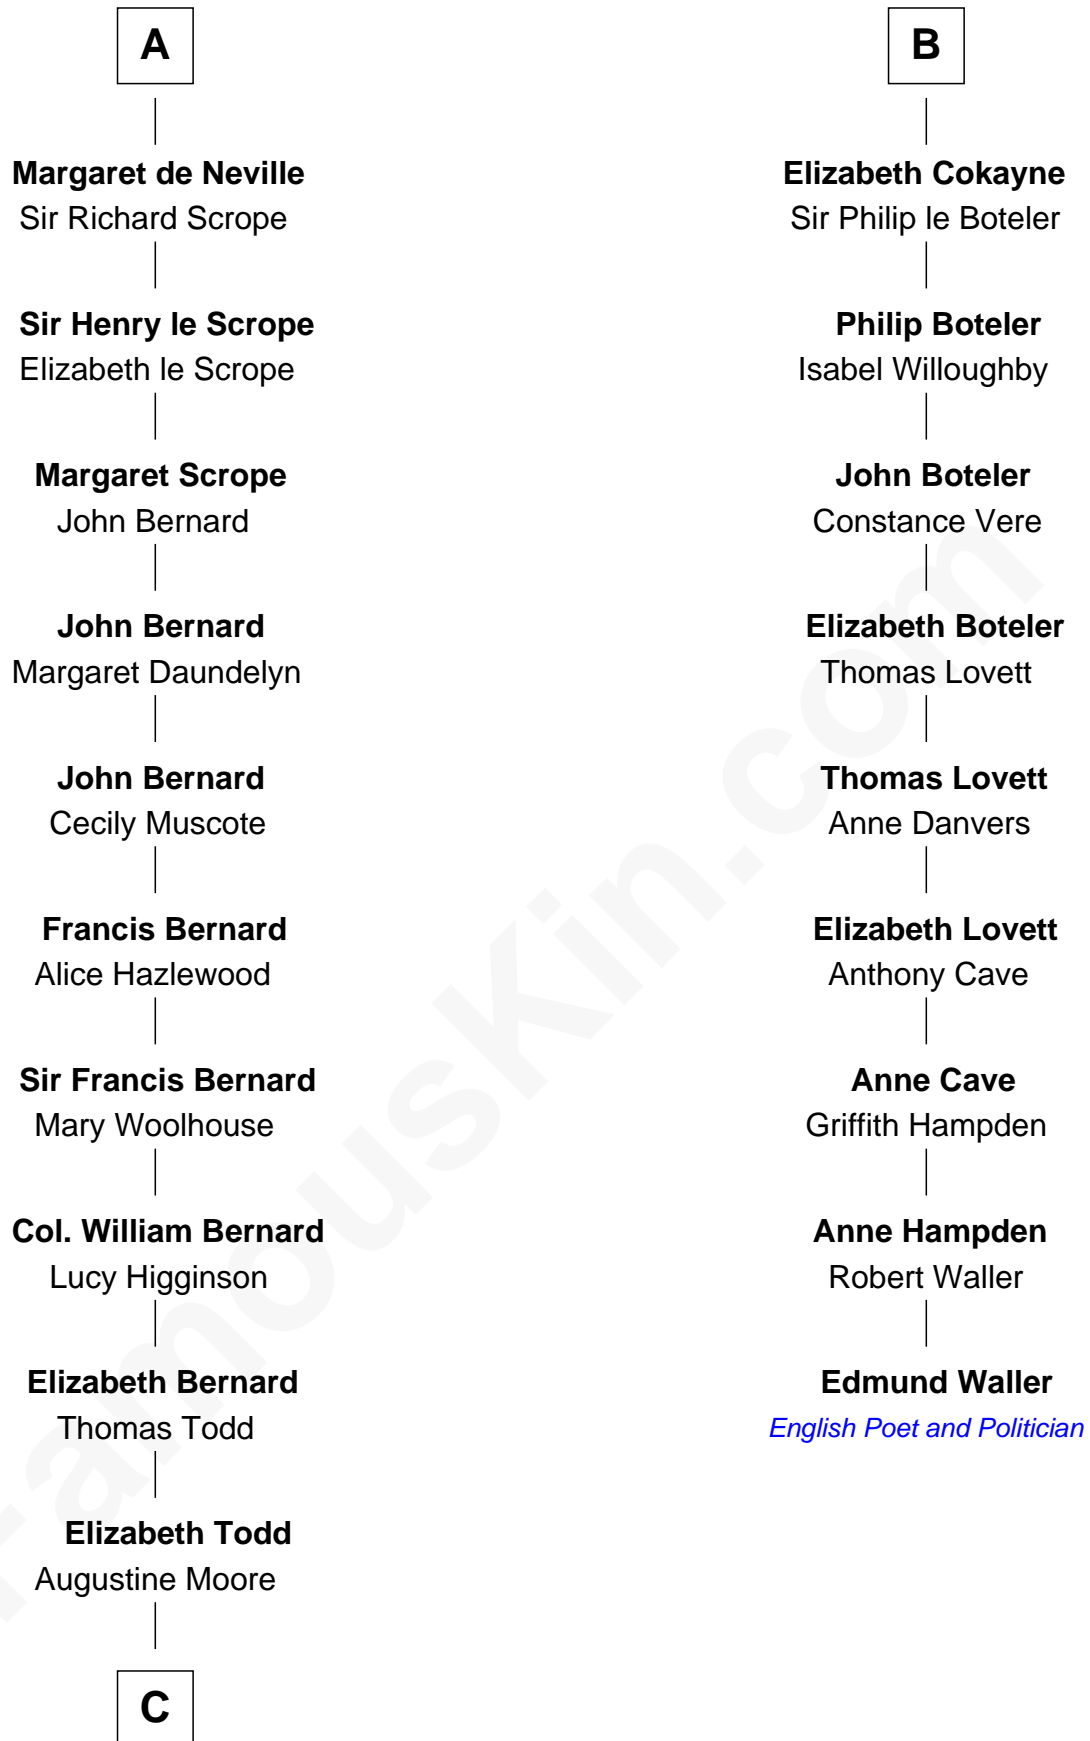 A
Margaret de Neville
Sir Richard Scrope
Sir Henry le Scrope
Elizabeth le Scrope
Margaret Scrope
John Bernard
John Bernard
Margaret Daundelyn
John Bernard
Cecily Muscote
Francis Bernard
Alice Hazlewood
Sir Francis Bernard
Mary Woolhouse
Col. William Bernard
Lucy Higginson
Elizabeth Bernard
Thomas Todd
Elizabeth Todd
Augustine Moore
C
B
Elizabeth Cokayne
Sir Philip le Boteler
Philip Boteler
Isabel Willoughby
John Boteler
Constance Vere
Elizabeth Boteler
Thomas Lovett
Thomas Lovett
Anne Danvers
Elizabeth Lovett
Anthony Cave
Anne Cave
Griffith Hampden
Anne Hampden
Robert Waller
Edmund Waller
English Poet and Politician
FamousKin.com